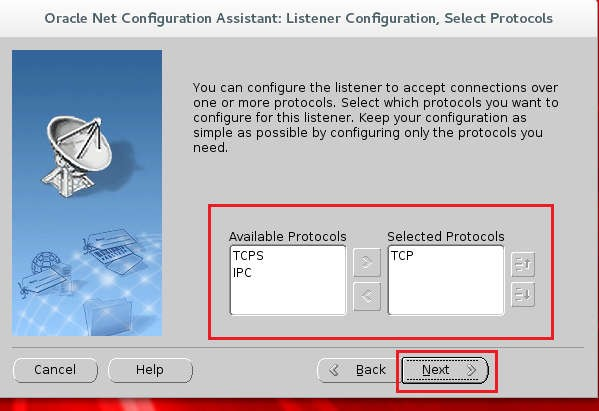 Oracle Net Configuration Assistant: Listener Configuration, Select Protocols
You can configure the listener to accept connections over
one or more protocols. Select which protocols you want to
configure for this listener. Keep your configuration as
simple as possible by configuring only the protocols you
need.
Available Protocols
TCPS
IPC
Selected Protocols
TCP
Cancel
Help
Back
Next